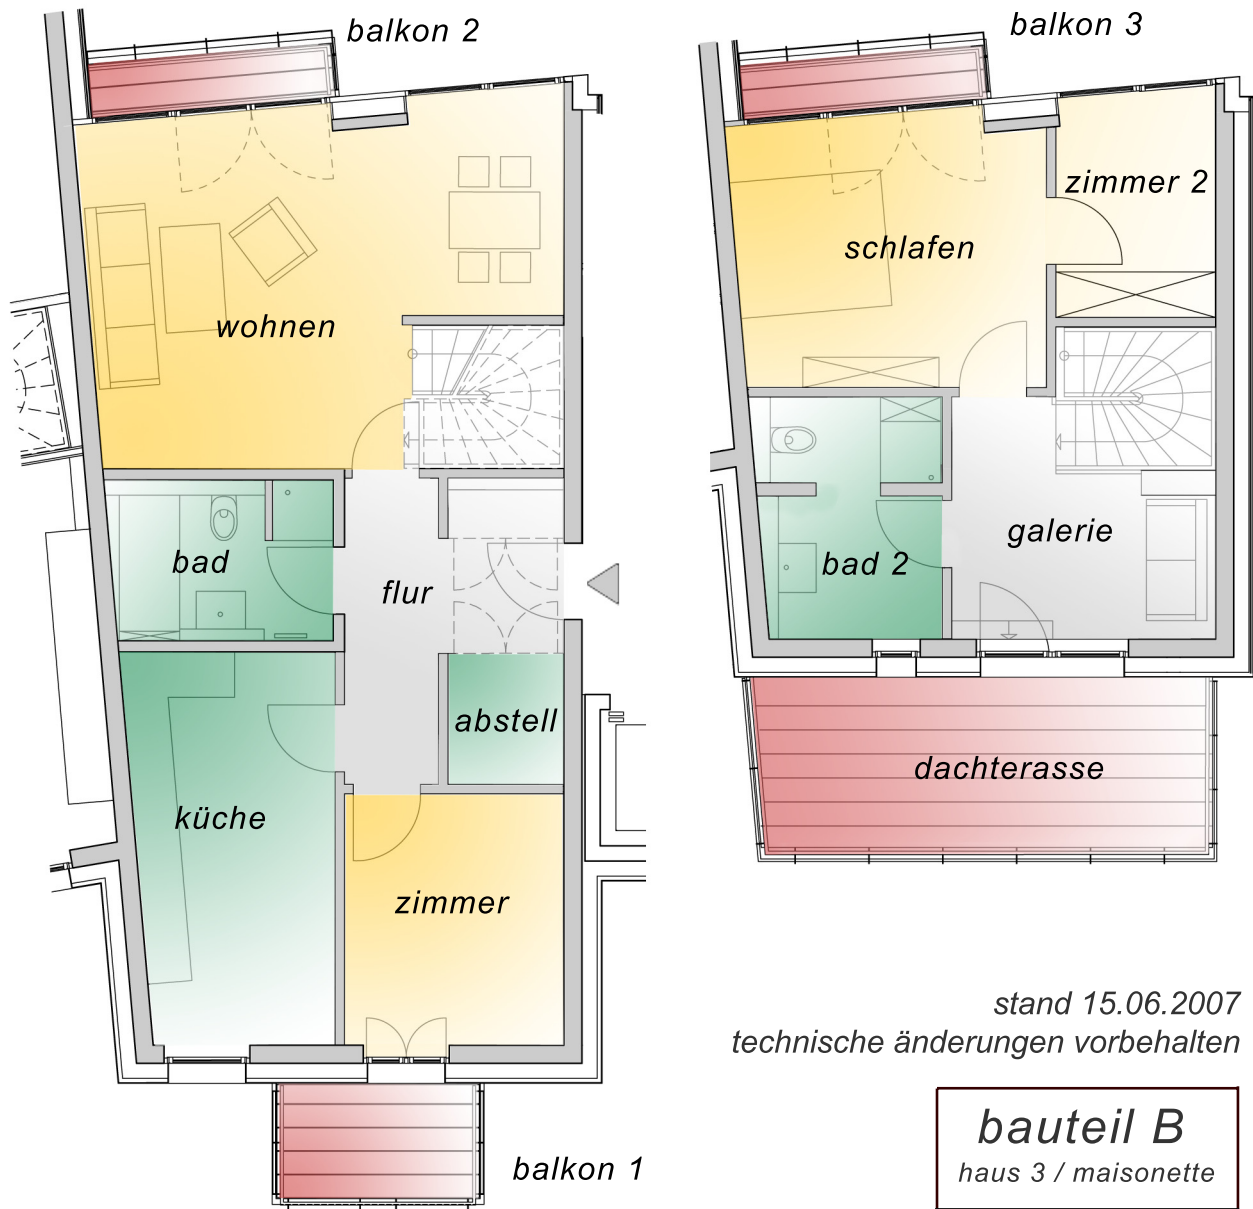 balkon 2
wohnen
bad
flur
abstell
küche
zimmer
balkon 1
balkon 3
zimmer 2
schlafen
galerie
bad 2
dachterasse
stand 15.06.2007
technische änderungen vorbehalten
bauteil B
haus 3 / maisonette